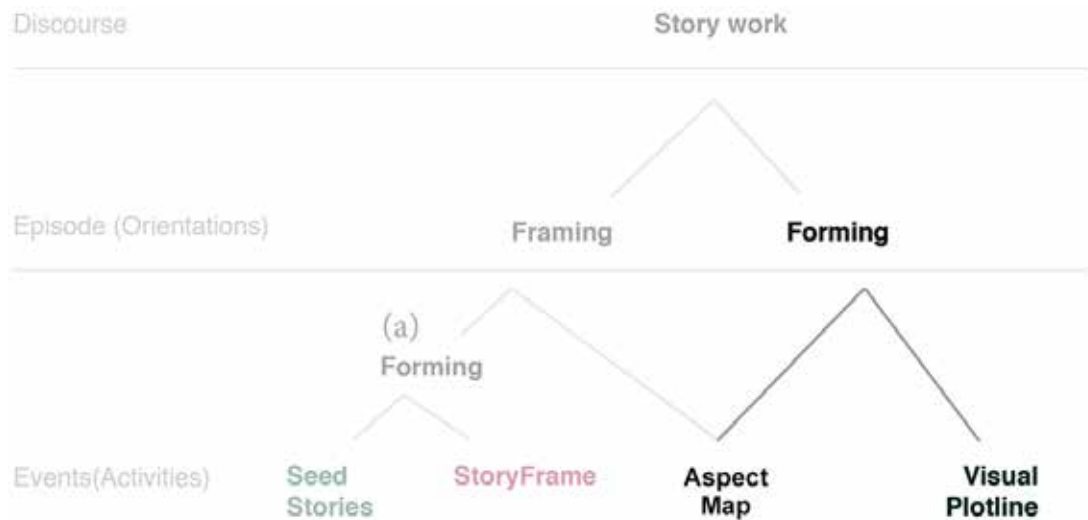 Discourse
Story work
Episode (Orientations)
Framing
Forming
(a)
Forming
Events(Activities)
Seed
Stories
StoryFrame
Aspect
Map
Visual
Plotline